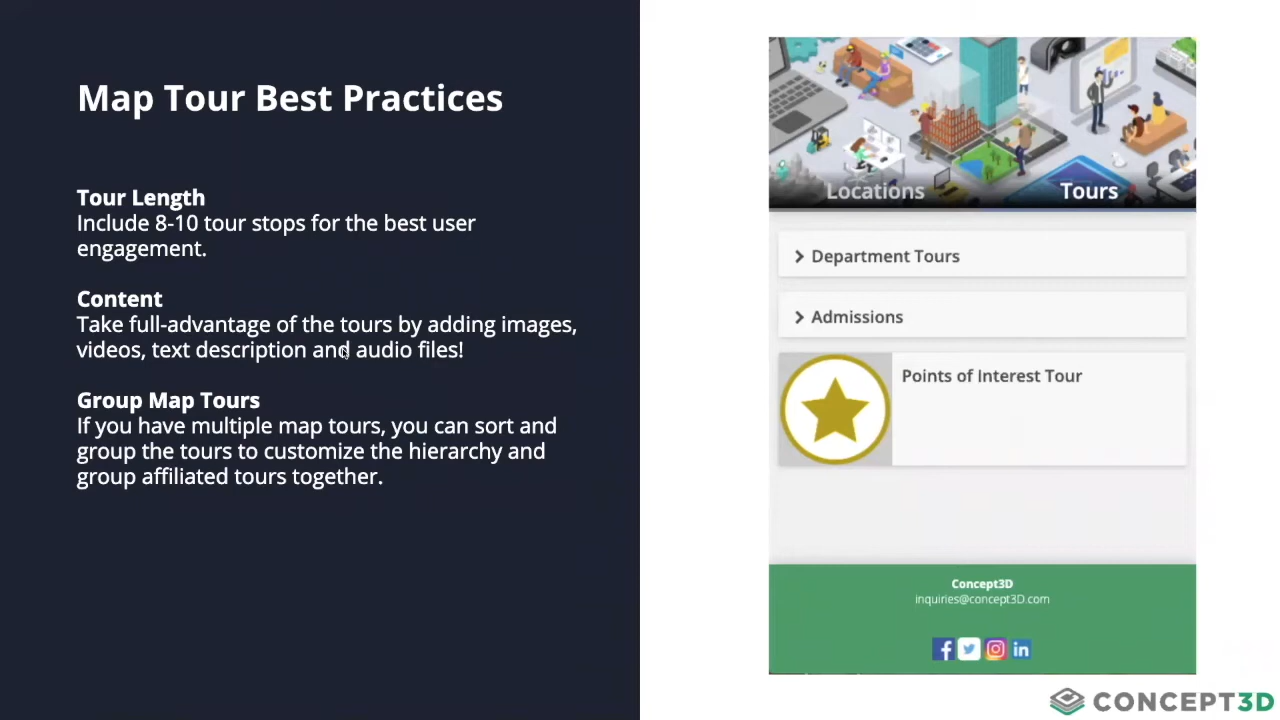 Map Tour Best Practices
Tour Length
Include 8-10 tour stops for the best user
engagement.
Content
Take full-advantage of the tours by adding images,
videos, text description and audio files!
Group Map Tours
If you have multiple map tours, you can sort and
group the tours to customize the hierarchy and
group affiliated tours together.
Locations
Tours
Department Tours
Admissions
Points of Interest Tour
Concept3D
inquiries@concept3D.com
CONCEPT3D